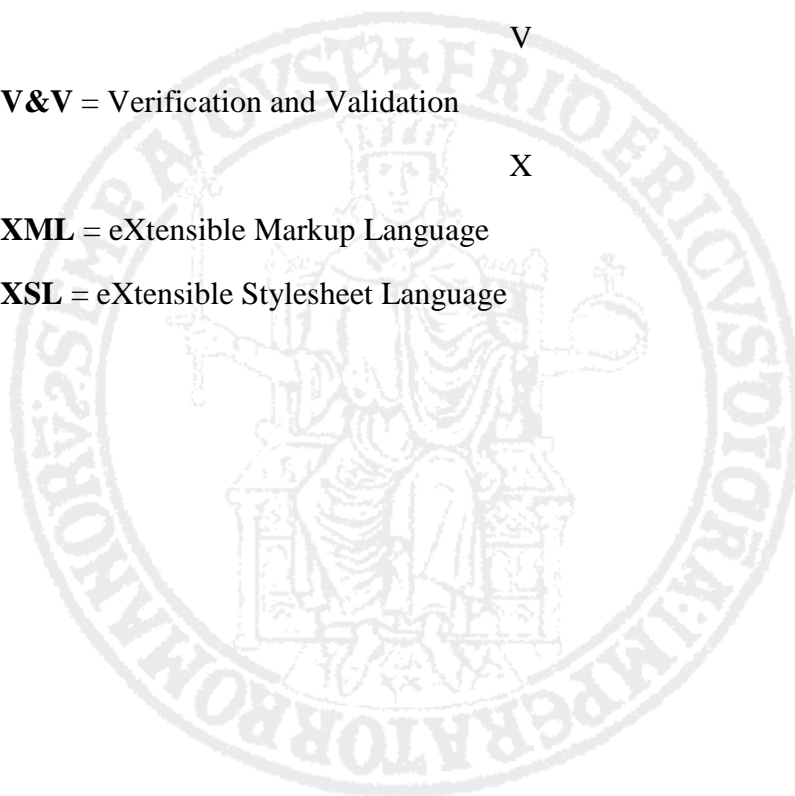 V
V&V = Verification and Validation
X
XML = eXtensible Markup Language
XSL = eXtensible Stylesheet Language